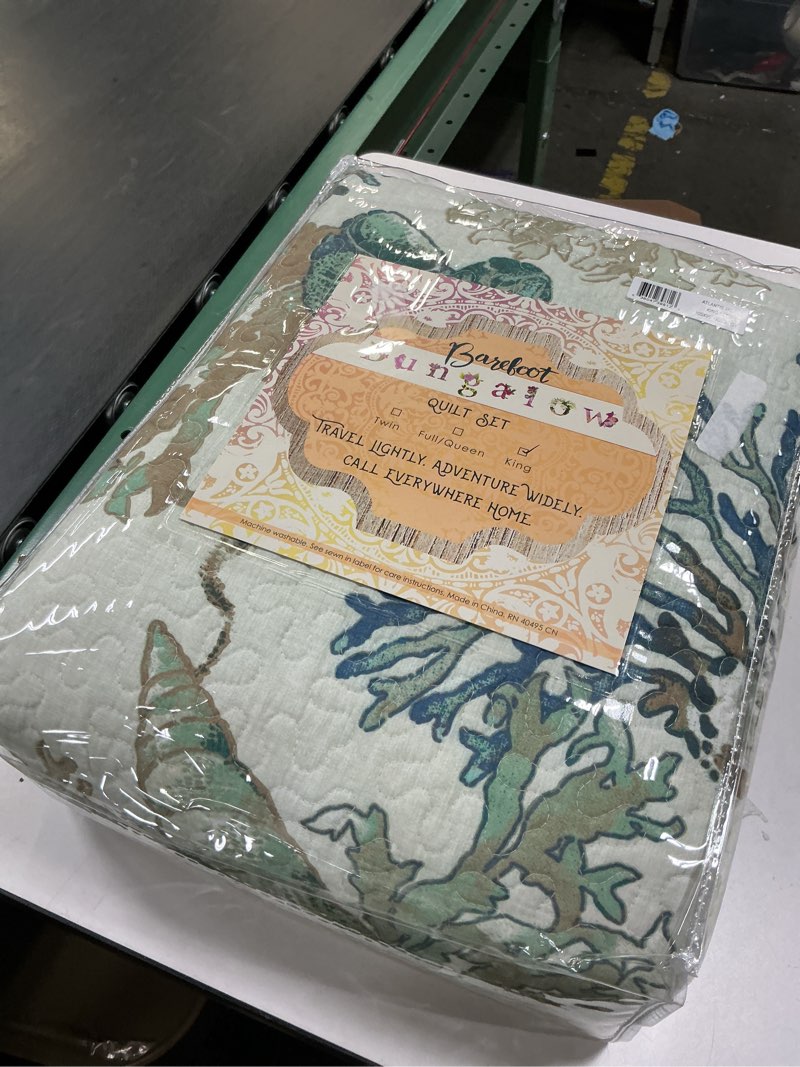 Barefoot
bungalow
QUILT SET
Twin Full/Queen King
TRAVEL LIGHTLY. ADVENTURE WIDELY.
CALL EVERYWHERE HOME
Machine washable. See sewn in label for care instructions. Made in China. RN 40495 CN